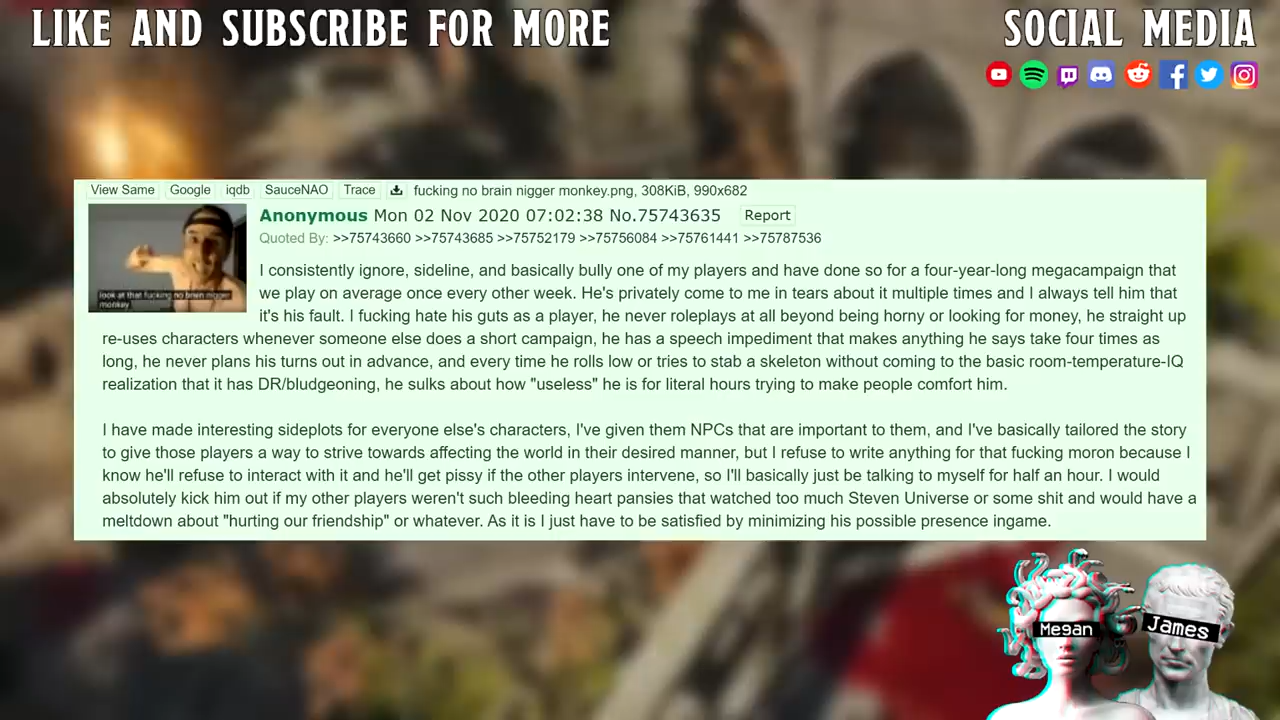 LIKE AND SUBSCRIBE FOR MORE
SOCIAL MEDIA
View Same Google iqdb SauceNAO Trace fucking no brain nigger monkey.png, 308KiB, 990x682
Anonymous Mon 02 Nov 2020 07:02:38 No.75743635 Report
Quoted By: >>75743660 >>75743685 >>75752179 >>75756084 >>75761441 >>75787536
look at that fucking no brain nigger
monkey
I consistently ignore, sideline, and basically bully one of my players and have done so for a four-year-long megacampaign that
we play on average once every other week. He's privately come to me in tears about it multiple times and I always tell him that
it's his fault. I fucking hate his guts as a player, he never roleplays at all beyond being horny or looking for money, he straight up
re-uses characters whenever someone else does a short campaign, he has a speech impediment that makes anything he says take four times as
long, he never plans his turns out in advance, and every time he rolls low or tries to stab a skeleton without coming to the basic room-temperature-IQ
realization that it has DR/bludgeoning, he sulks about how "useless" he is for literal hours trying to make people comfort him.
I have made interesting sideplots for everyone else's characters, I've given them NPCs that are important to them, and I've basically tailored the story
to give those players a way to strive towards affecting the world in their desired manner, but I refuse to write anything for that fucking moron because I
know he'll refuse to interact with it and he'll get pissy if the other players intervene, so I'll basically just be talking to myself for half an hour. I would
absolutely kick him out if my other players weren't such bleeding heart pansies that watched too much Steven Universe or some shit and would have a
meltdown about "hurting our friendship" or whatever. As it is I just have to be satisfied by minimizing his possible presence ingame.
Megan
James